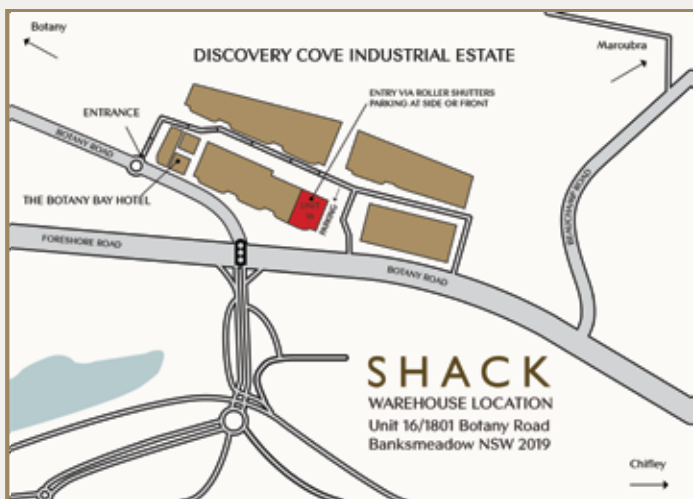 Botany
DISCOVERY COVE INDUSTRIAL ESTATE
Maroubra
ENTRY VIA ROLLER SHUTTERS
PARKING AT SIDE OR FRONT
ENTRANCE
BOTANY ROAD
THE BOTANY BAY HOTEL
UNIT
16
PARKING
BEAUCHAMP ROAD
FORESHORE ROAD
BOTANY ROAD
SHACK
WAREHOUSE LOCATION
Unit 16/1801 Botany Road
Banksmeadow NSW 2019
Chifley